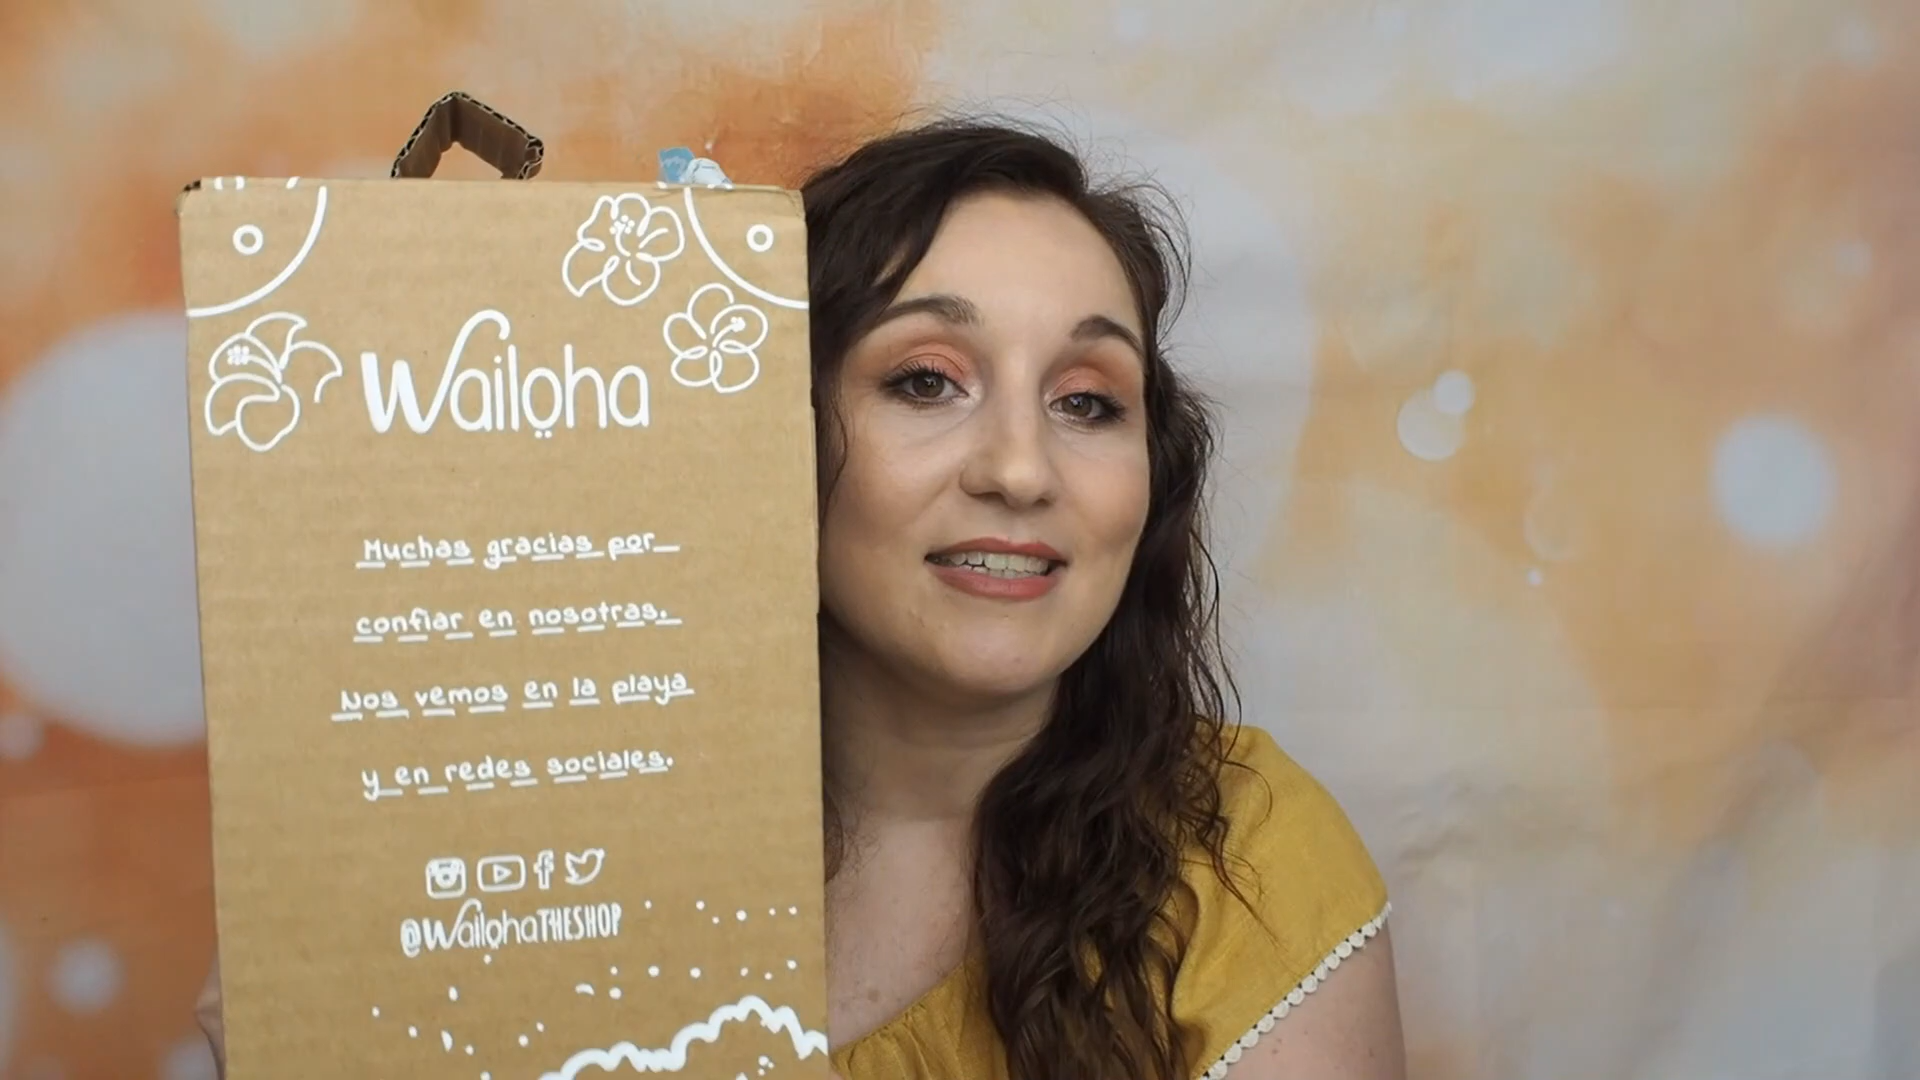 Wailoha
Muchas gracias por
confiar en nosotras.
Nos vemos en la playa
y en redes sociales.
@WailohaTHESHOP